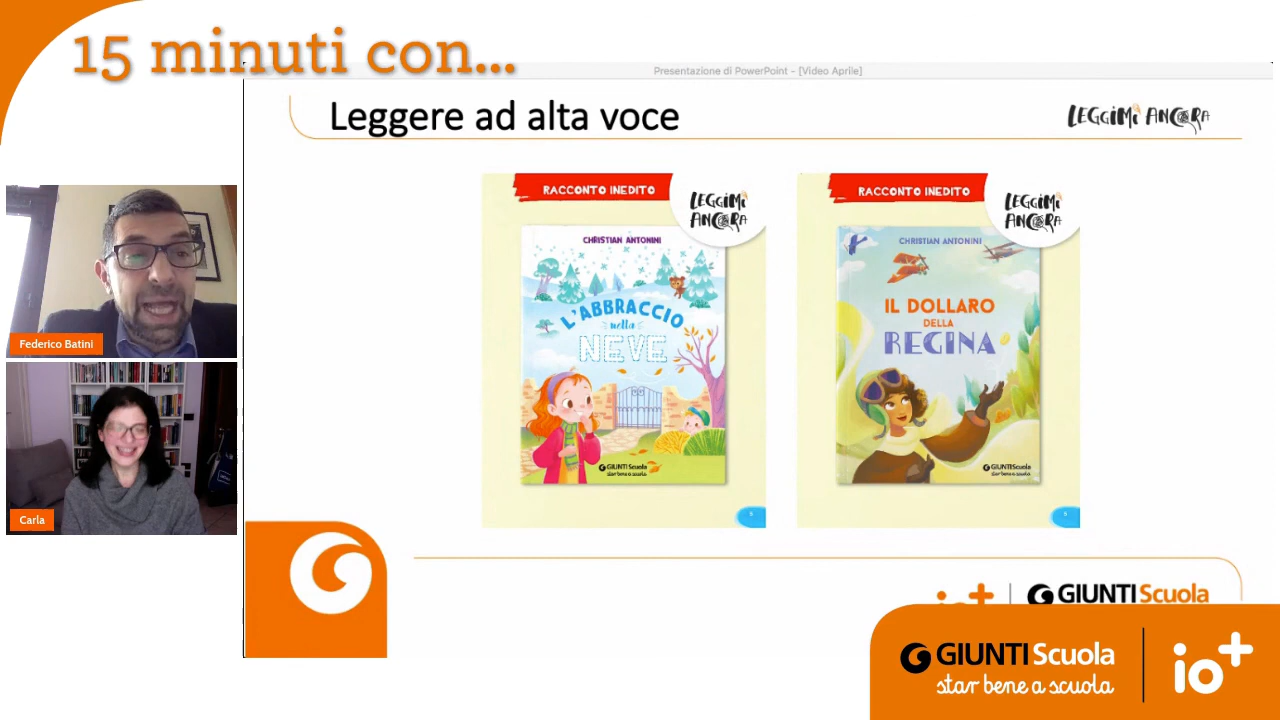 15 minuti con...
Presentazione di PowerPoint - [Video Aprile]
Leggere ad alta voce
LEGGIMI ANCORA
RACCONTO INEDITO
LEGGIMI
ANCORA
CHRISTIAN ANTONINI
L'ABBRACCIO
nella
NEVE
GIUNTI Scuola
star bene a scuola
5
RACCONTO INEDITO
LEGGIMI
ANCORA
CHRISTIAN ANTONINI
IL DOLLARO
DELLA
REGINA
GIUNTI Scuola
star bene a scuola
Federico Batini
Carla
io+
GIUNTI Scuola
GIUNTI Scuola
star bene a scuola
io+